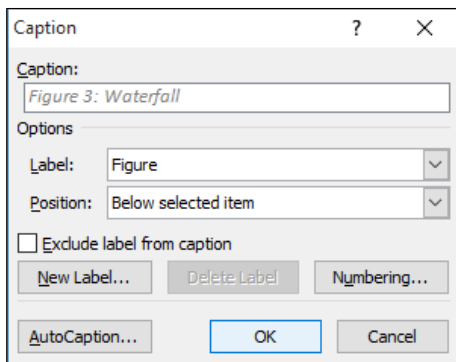 Caption ? X
Caption:
Figure 3: Waterfall
Options
Label: Figure
Position: Below selected item
Exclude label from caption
New Label... Delete Label Numbering...
AutoCaption... OK Cancel